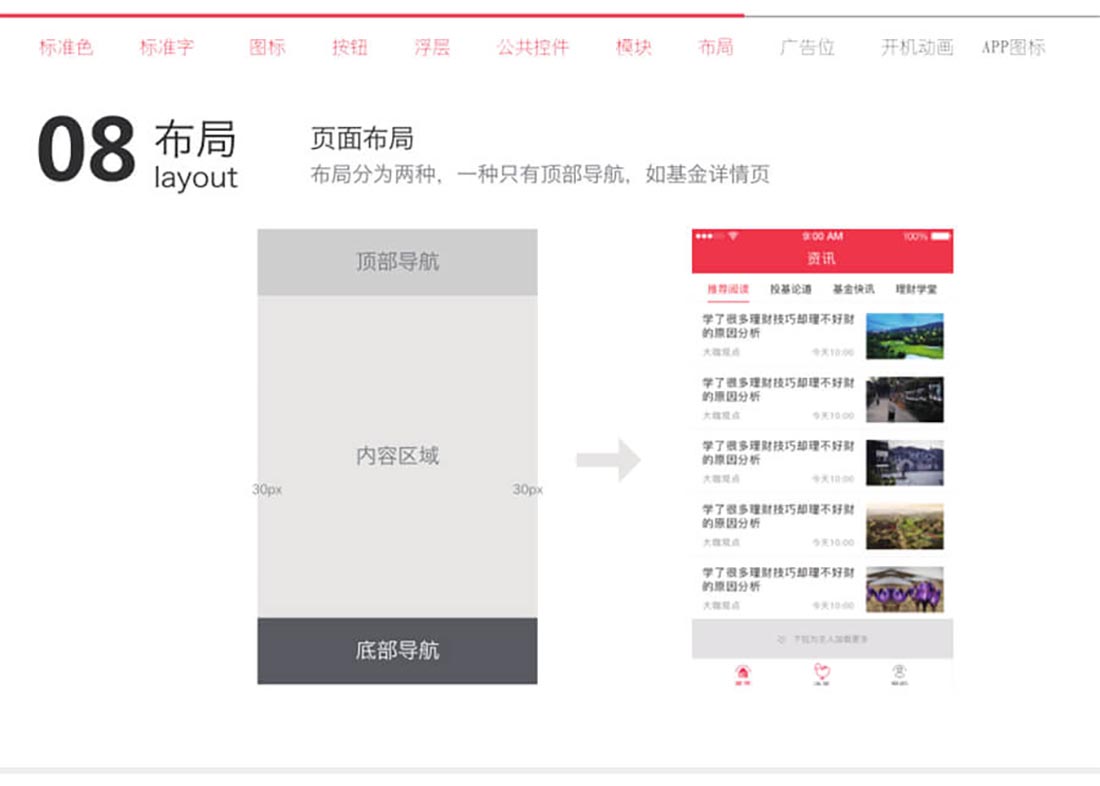 标准色 标准字 图标 按钮 浮层 公共控件 模块 布局 广告位 开机动画 APP图标
08 布局
layout
页面布局
布局分为两种，一种只有顶部导航，如基金详情页
顶部导航
内容区域
30px 30px
底部导航
9:00 AM 100%
资讯
推荐阅读 投基论道 基金快讯 理财学堂
学了很多理财技巧却理不好财
的原因分析
大咖观点 今天10:00
学了很多理财技巧却理不好财
的原因分析
大咖观点 今天10:00
学了很多理财技巧却理不好财
的原因分析
大咖观点 今天10:00
学了很多理财技巧却理不好财
的原因分析
大咖观点 今天10:00
学了很多理财技巧却理不好财
的原因分析
大咖观点 今天10:00